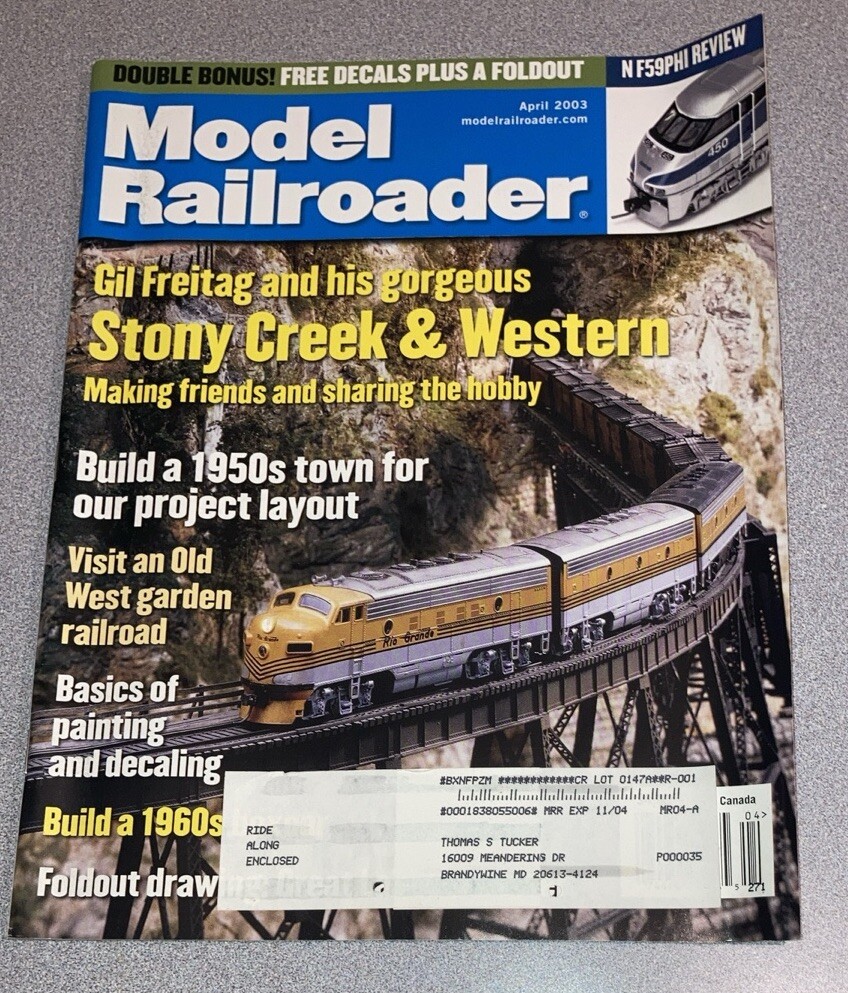 DOUBLE BONUS! FREE DECALS PLUS A FOLDOUT
N F59PHI REVIEW
April 2003
modelrailroader.com
Model
Railroader®
450
Gil Freitag and his gorgeous
Stony Creek & Western
Making friends and sharing the hobby
Build a 1950s town for
our project layout
Visit an Old
West garden
railroad
Rio Grande
Basics of
painting
and decaling
Build a 1960s
Foldout draw
#BXNFPZM ************CR LOT 0147A**R-001
#0001838055006# MRR EXP 11/04 MR04-A
RIDE
ALONG
ENCLOSED
THOMAS S TUCKER
16009 MEANDERING DR P000035
BRANDYWINE MD 20613-4124
Canada
04>
5 271